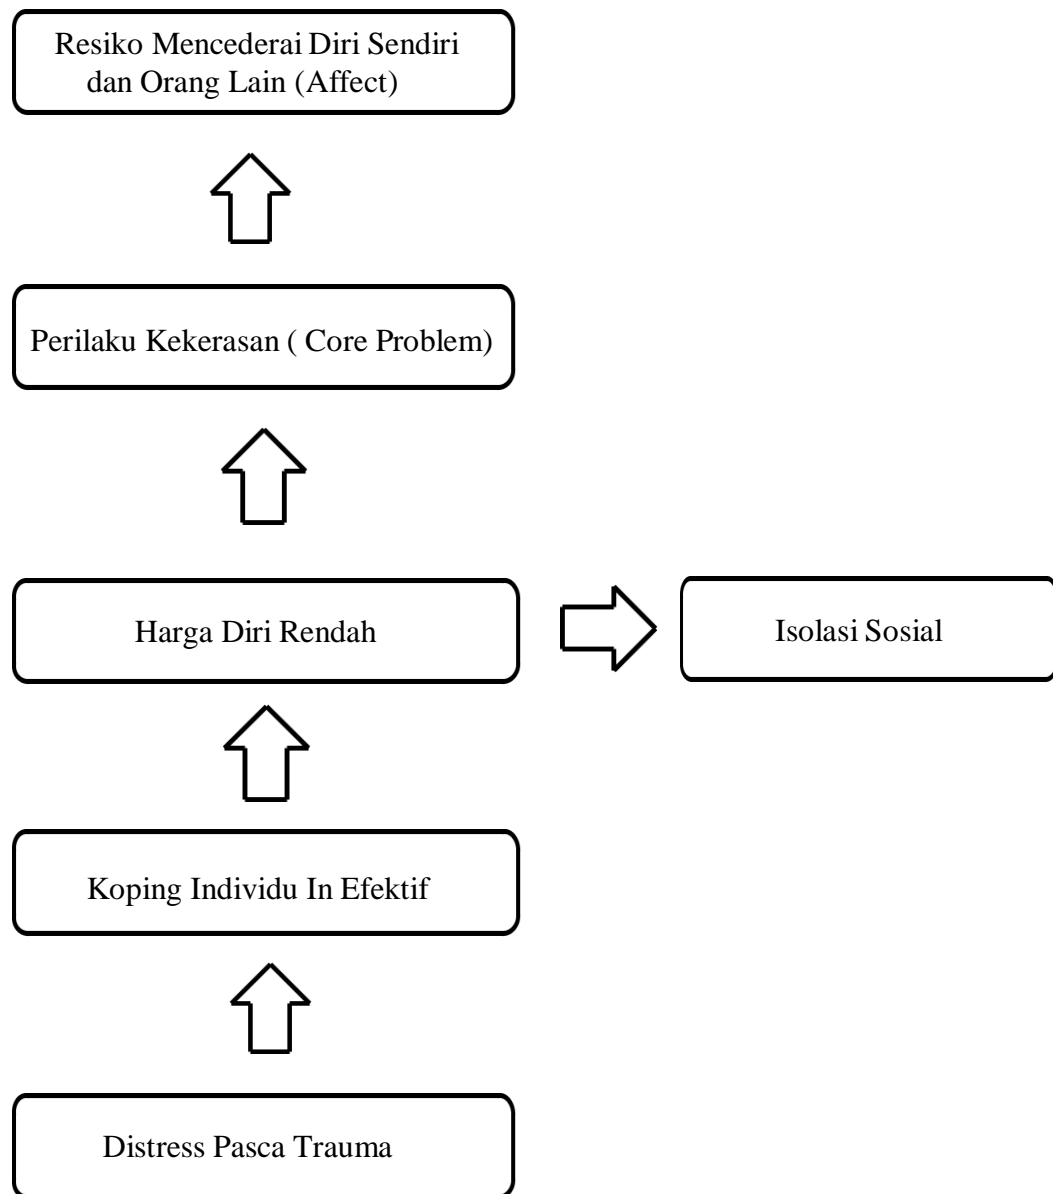 Resiko Mencederai Diri Sendiri
dan Orang Lain (Affect)
Perilaku Kekerasan ( Core Problem)
Harga Diri Rendah
Isolasi Sosial
Koping Individu In Efektif
Distress Pasca Trauma